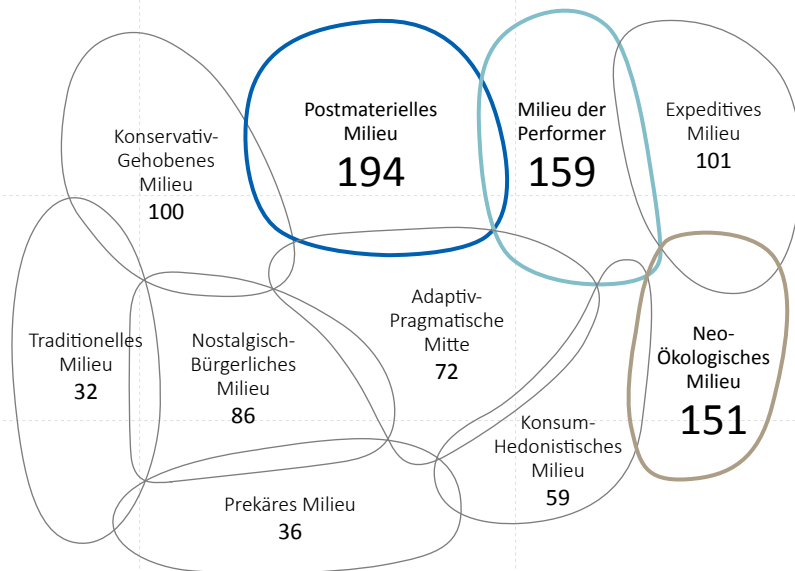 Postmaterielles
Milieu
194
Milieu der
Performer
159
Expeditives
Milieu
101
Konservativ-
Gehobenes
Milieu
100
Traditionelles
Milieu
32
Nostalgisch-
Bürgerliches
Milieu
86
Adaptiv-
Pragmatische
Mitte
72
Neo-
Ökologisches
Milieu
151
Konsum-
Hedonistisches
Milieu
59
Prekäres Milieu
36